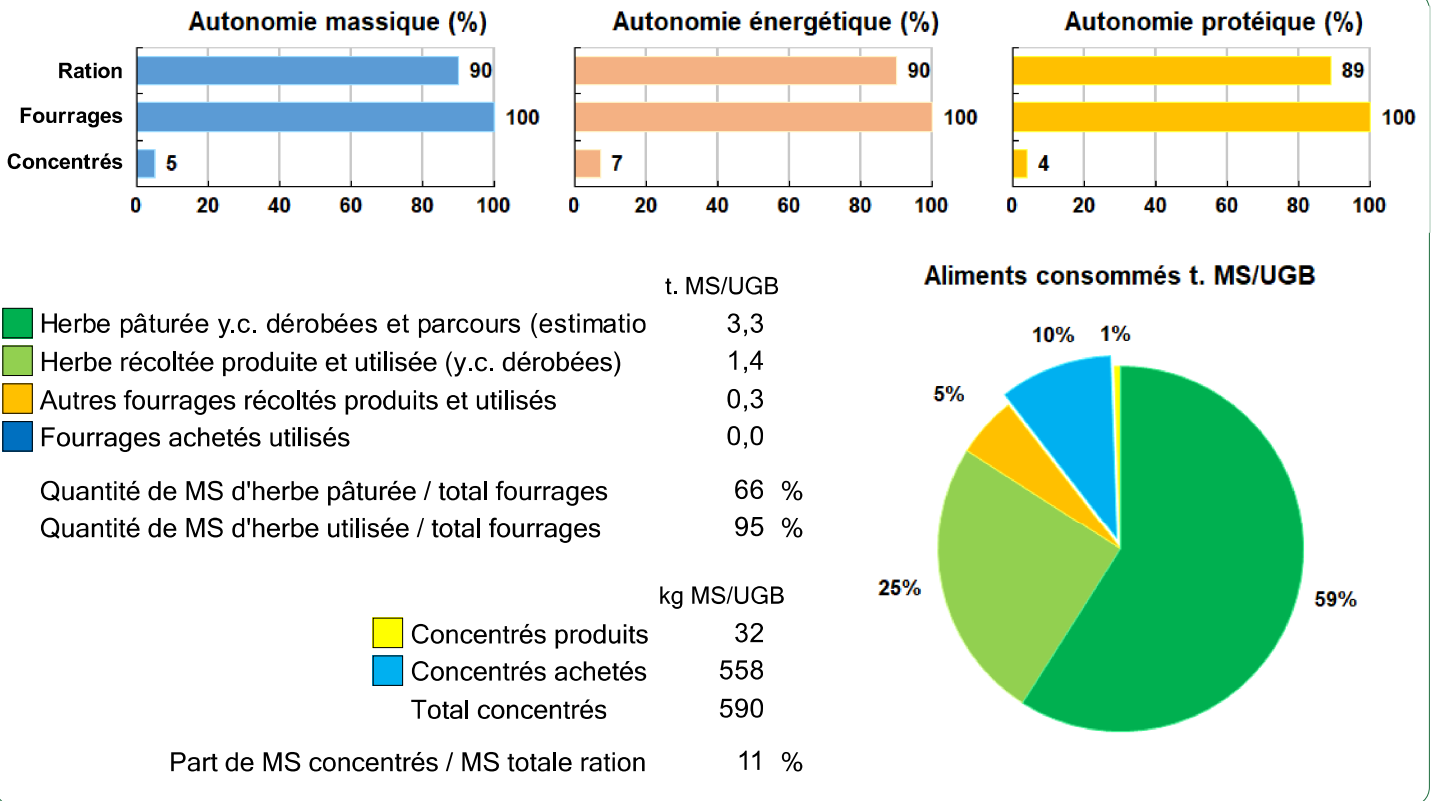 Autonomie massique (%)
Autonomie énergétique (%)
Autonomie protéique (%)
Ration
90
90
89
Fourrages
100
100
100
Concentrés
5
7
4
0 20 40 60 80 100
0 20 40 60 80 100
0 20 40 60 80 100
t. MS/UGB
Herbe pâturée y.c. dérobées et parcours (estimatio 3,3
Herbe récoltée produite et utilisée (y.c. dérobées) 1,4
Autres fourrages récoltés produits et utilisés 0,3
Fourrages achetés utilisés 0,0
Quantité de MS d'herbe pâturée / total fourrages 66 %
Quantité de MS d'herbe utilisée / total fourrages 95 %
kg MS/UGB
Concentrés produits 32
Concentrés achetés 558
Total concentrés 590
Part de MS concentrés / MS totale ration 11 %
Aliments consommés t. MS/UGB
10% 1%
5%
25%
59%